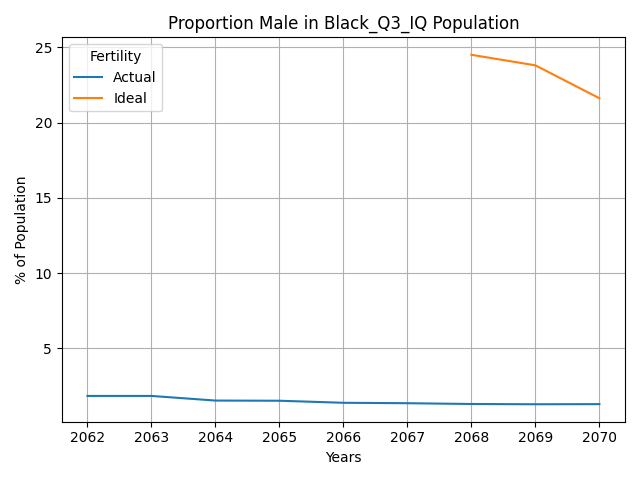 Proportion Male in Black_Q3_IQ Population
Fertility
Actual
Ideal
25
20
15
10
5
% of Population
2062 2063 2064 2065 2066 2067 2068 2069 2070
Years